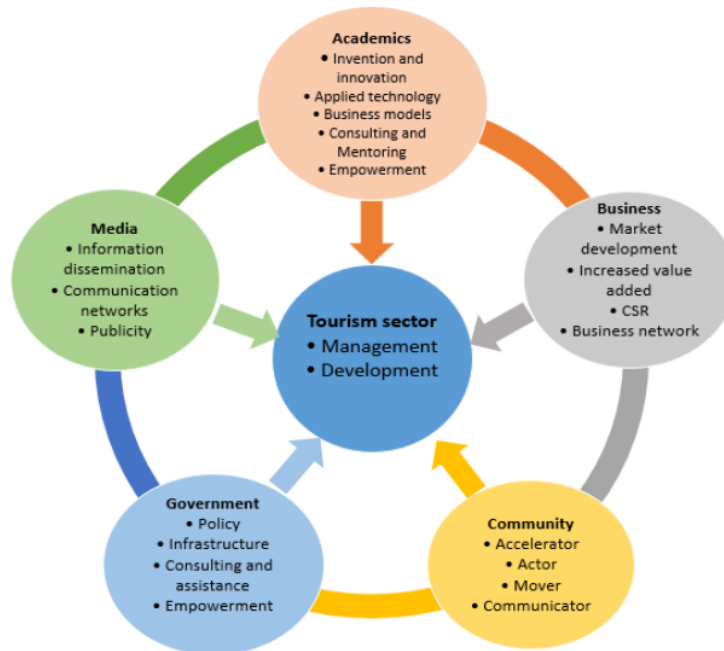 Academics
• Invention and
innovation
• Applied technology
• Business models
• Consulting and
Mentoring
• Empowerment
Media
• Information
dissemination
• Communication
networks
• Publicity
Business
• Market
development
• Increased value
added
• CSR
• Business network
Tourism sector
• Management
• Development
Government
• Policy
• Infrastructure
• Consulting and
assistance
• Empowerment
Community
• Accelerator
• Actor
• Mover
• Communicator